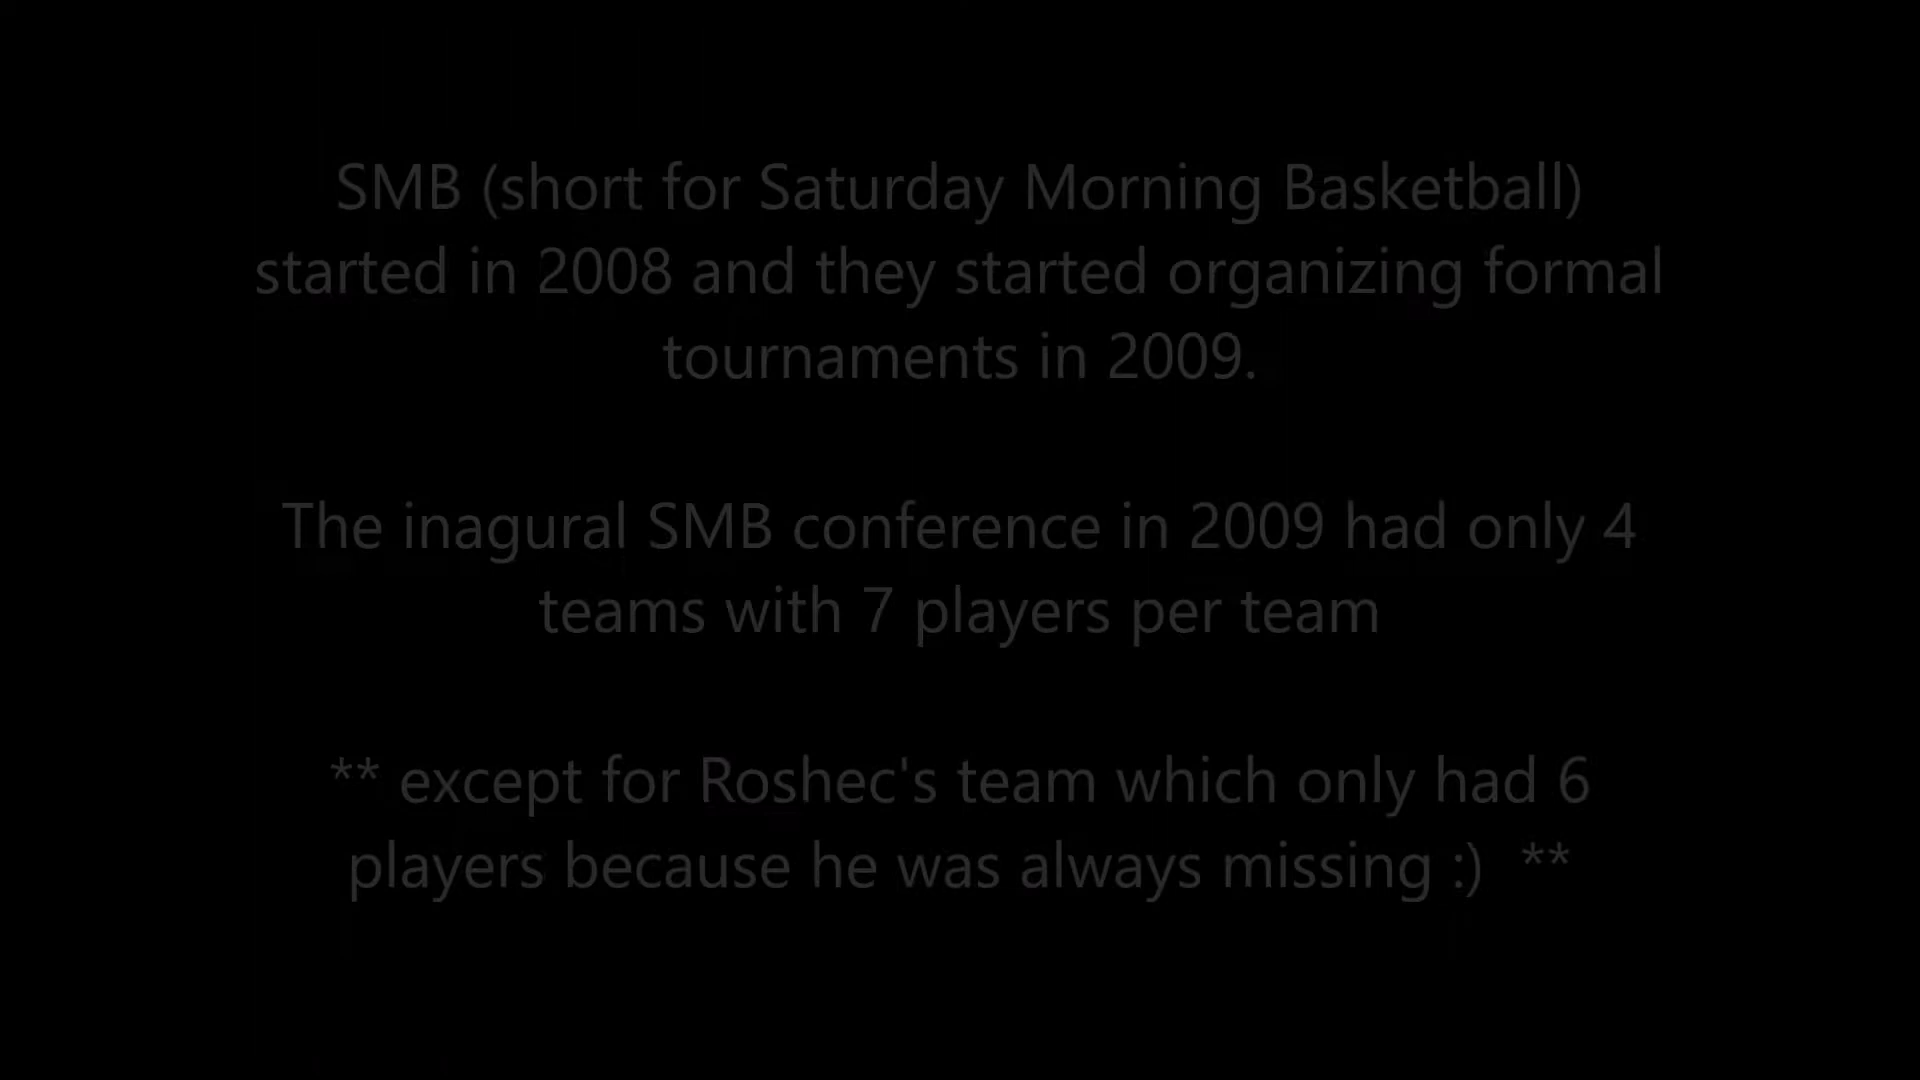 SMB (short for Saturday Morning Basketball)
started in 2008 and they started organizing formal
tournaments in 2009.
The inagural SMB conference in 2009 had only 4
teams with 7 players per team
** except for Roshec's team which only had 6
players because he was always missing :)  **